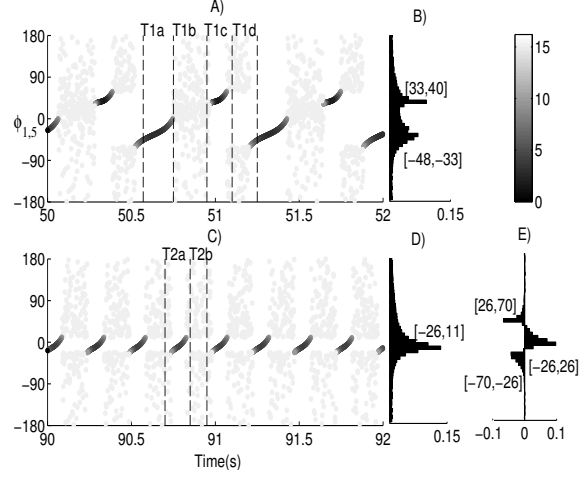 A)
B)
T1a T1b T1c T1d
180
90
0
−90
−180
ϕ1,5
50 50.5 51 51.5 52
[33,40]
[−48,−33]
0.15
15
10
5
0
C)
D)
E)
T2a T2b
180
90
0
−90
−180
90 90.5 91 91.5 92
Time(s)
[−26,11]
0.15
[26,70]
[−26,26]
[−70,−26]
−0.1 0 0.1